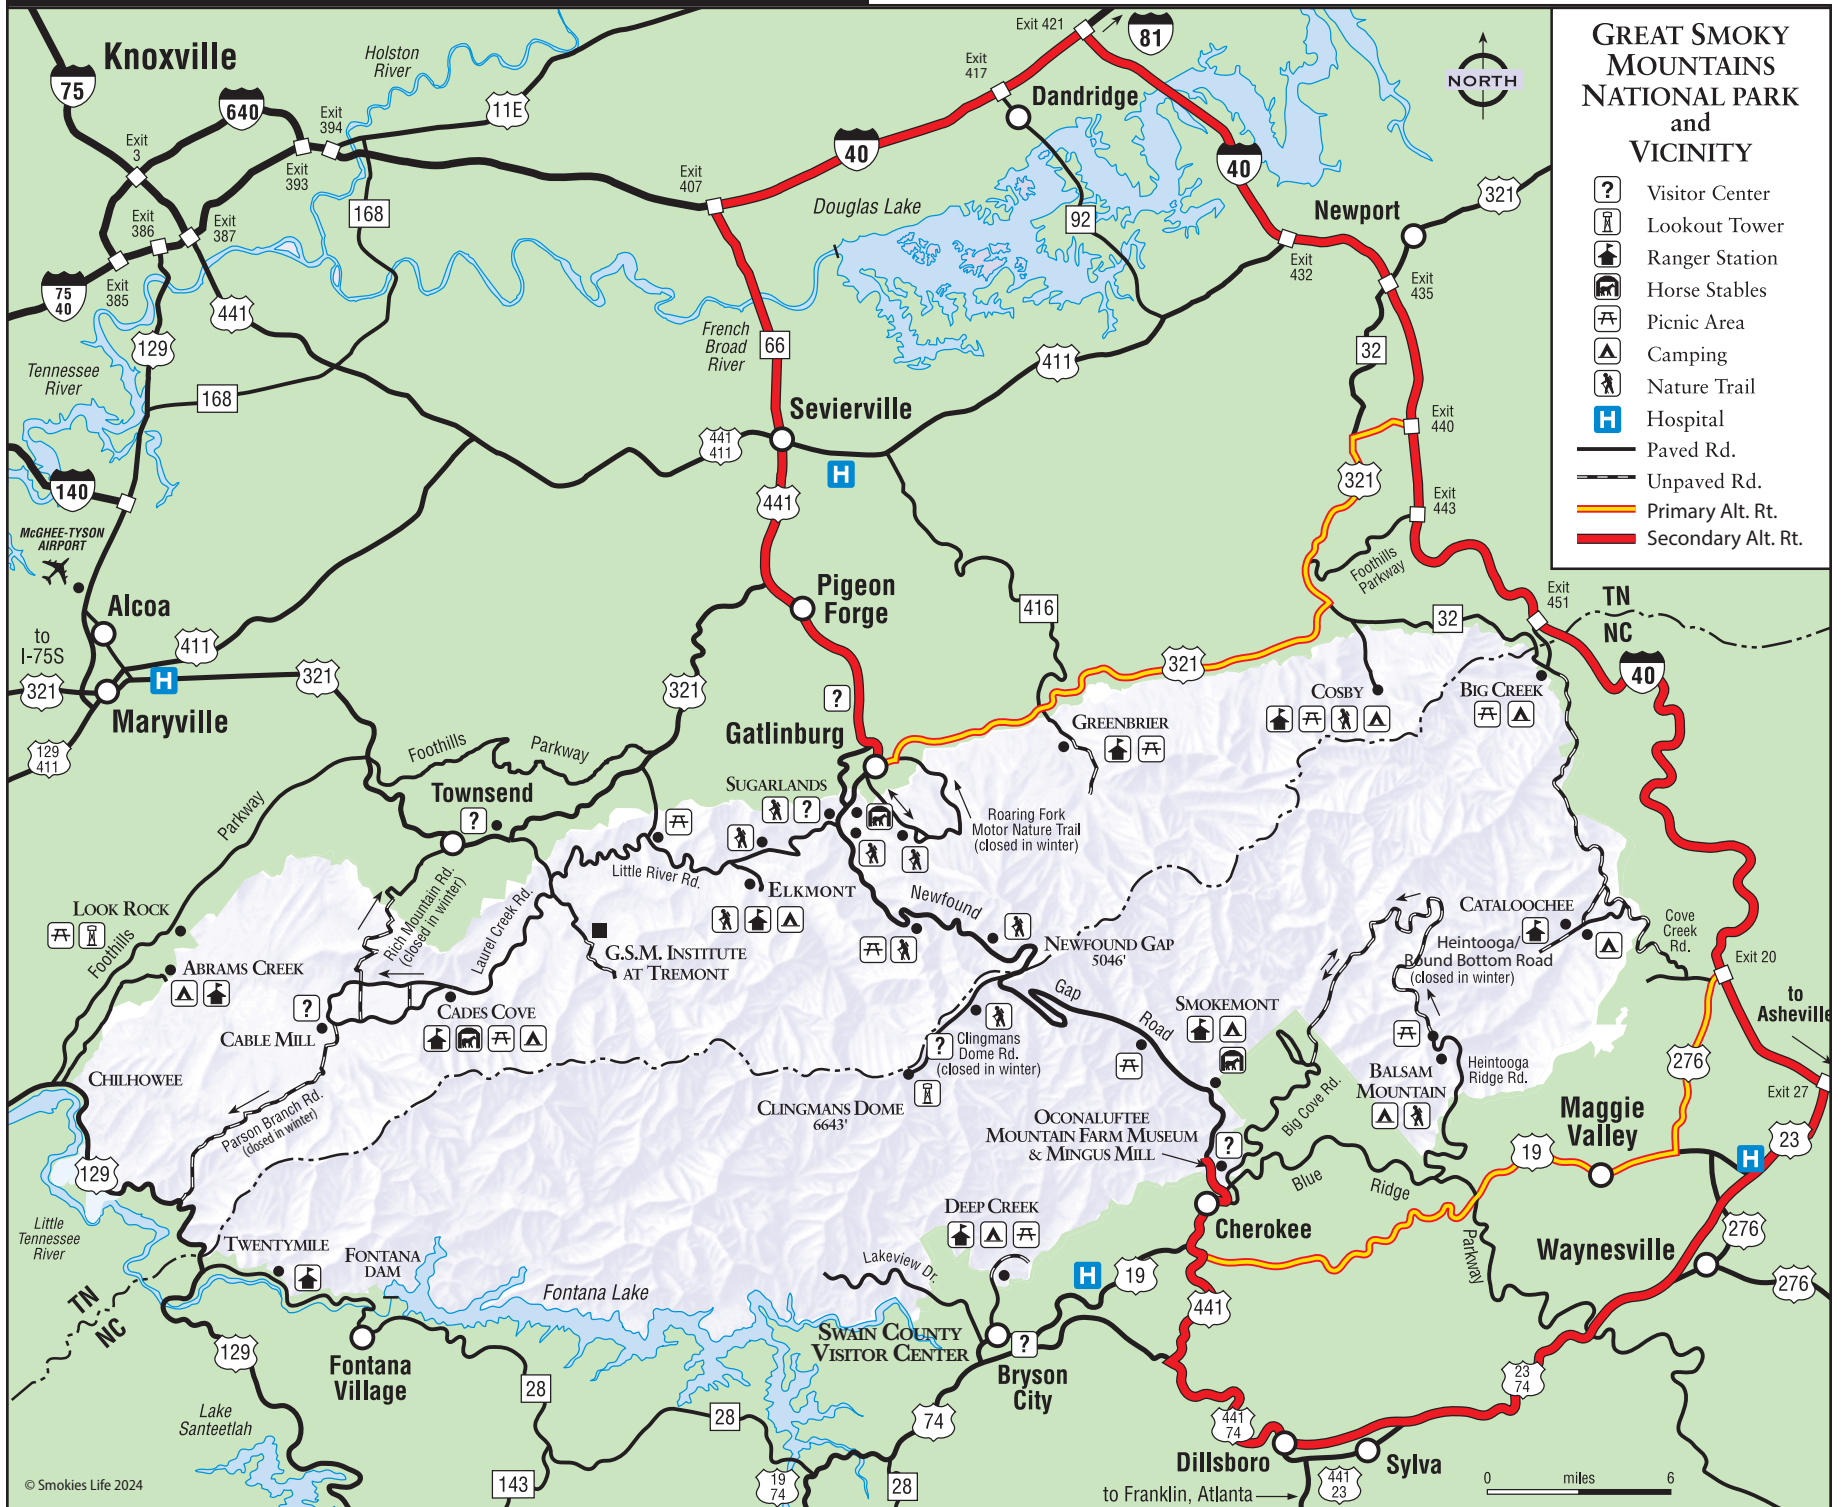 GREAT SMOKY
MOUNTAINS
NATIONAL PARK
and
VICINITY
Visitor Center
Lookout Tower
Ranger Station
Horse Stables
Picnic Area
Camping
Nature Trail
H Hospital
Paved Rd.
Unpaved Rd.
Primary Alt. Rt.
Secondary Alt. Rt.
NORTH
Knoxville
75
640
Holston
River
11E
Exit
3
Exit
394
Exit
393
Exit
386
Exit
387
Exit
385
75
40
168
441
129
Tennessee
River
168
140
McGHEE-TYSON
AIRPORT
Alcoa
to
I-75S
411
321
321
H
Maryville
129
411
Exit 421
81
Exit
417
Dandridge
40
40
Exit
407
Douglas Lake
92
Newport
321
Exit
432
Exit
435
French
Broad
River
66
411
32
Sevierville
441
411
H
441
Exit
440
321
Exit
443
Foothills
Parkway
Pigeon
Forge
416
32
Exit
451
TN
NC
40
321
321
COSBY
BIG CREEK
?
Gatlinburg
GREENBRIER
Foothills
Parkway
Townsend
?
SUGARLANDS
?
Roaring Fork
Motor Nature Trail
(closed in winter)
Parkway
Little River Rd.
ELKMONT
Newfound
Rich Mountain Rd.
(closed in winter)
Laurel Creek Rd.
LOOK ROCK
Foothills
G.S.M. INSTITUTE
AT TREMONT
NEWFOUND GAP
5046'
CATALOOCHEE
Cove
Creek
Rd.
Heintooga/
Round Bottom Road
(closed in winter)
Exit 20
ABRAMS CREEK
?
CADES COVE
CABLE MILL
Gap
Road
SMOKEMONT
to
Asheville
?
Clingmans
Dome Rd.
(closed in winter)
Heintooga
Ridge Rd.
276
CHILHOWEE
Parson Branch Rd.
(closed in winter)
CLINGMANS DOME
6643'
BALSAM
MOUNTAIN
Exit 27
Big Cove Rd.
OCONALUFTEE
MOUNTAIN FARM MUSEUM
& MINGUS MILL
?
Maggie
Valley
19
H
23
129
Blue
Ridge
Parkway
Little
Tennessee
River
DEEP CREEK
Cherokee
276
Waynesville
276
TWENTYMILE
FONTANA
DAM
Lakeview Dr.
H
19
TN
NC
Fontana Lake
441
SWAIN COUNTY
VISITOR CENTER
?
129
Fontana
Village
Bryson
City
28
23
74
Lake
Santeetlah
28
74
441
74
Dillsboro
Sylva
143
19
74
28
441
23
to Franklin, Atlanta
0 miles 6
© Smokies Life 2024